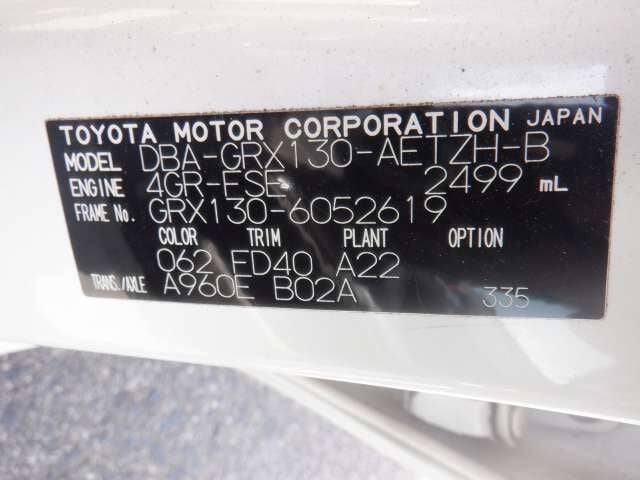 TOYOTA MOTOR CORPORATION JAPAN
MODEL DBA-GRX130-AETZH-B
ENGINE 4GR-FSE 2499 mL
FRAME No. GRX130-6052619
COLOR TRIM PLANT OPTION
062 FD40 A22
TRANS./AXLE A960E B02A 335